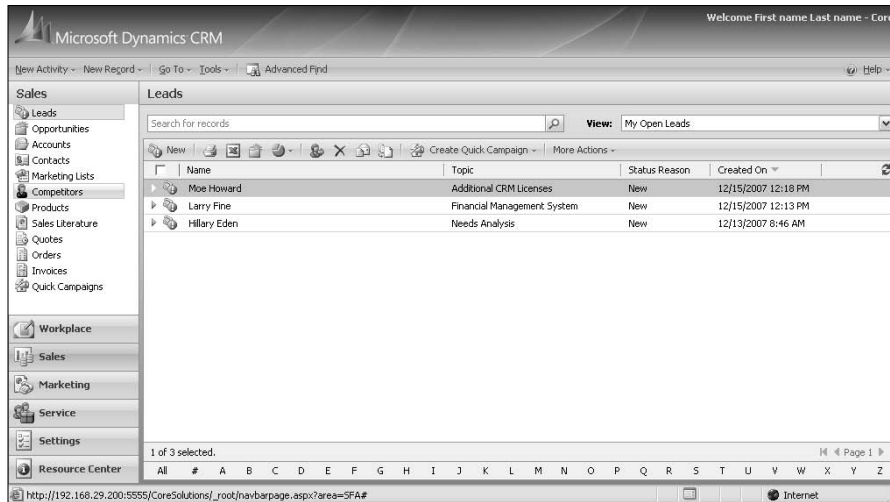 Welcome First name Last name - Core
Microsoft Dynamics CRM
New Activity - New Record - Go To - Tools - Advanced Find Help -
Sales
Leads
Opportunities
Accounts
Contacts
Marketing Lists
Competitors
Products
Sales Literature
Quotes
Orders
Invoices
Quick Campaigns
Workplace
Sales
Marketing
Service
Settings
Resource Center
Leads
Search for records View: My Open Leads
New Create Quick Campaign - More Actions -
Name Topic Status Reason Created On
Moe Howard Additional CRM Licenses New 12/15/2007 12:18 PM
Larry Fine Financial Management System New 12/15/2007 12:13 PM
Hillary Eden Needs Analysis New 12/13/2007 8:46 AM
1 of 3 selected. Page 1
All # A B C D E F G H I J K L M N O P Q R S T U V W X Y Z
http://192.168.29.200:5555/CoreSolutions/_root/navbarpage.aspx?area=SFA# Internet